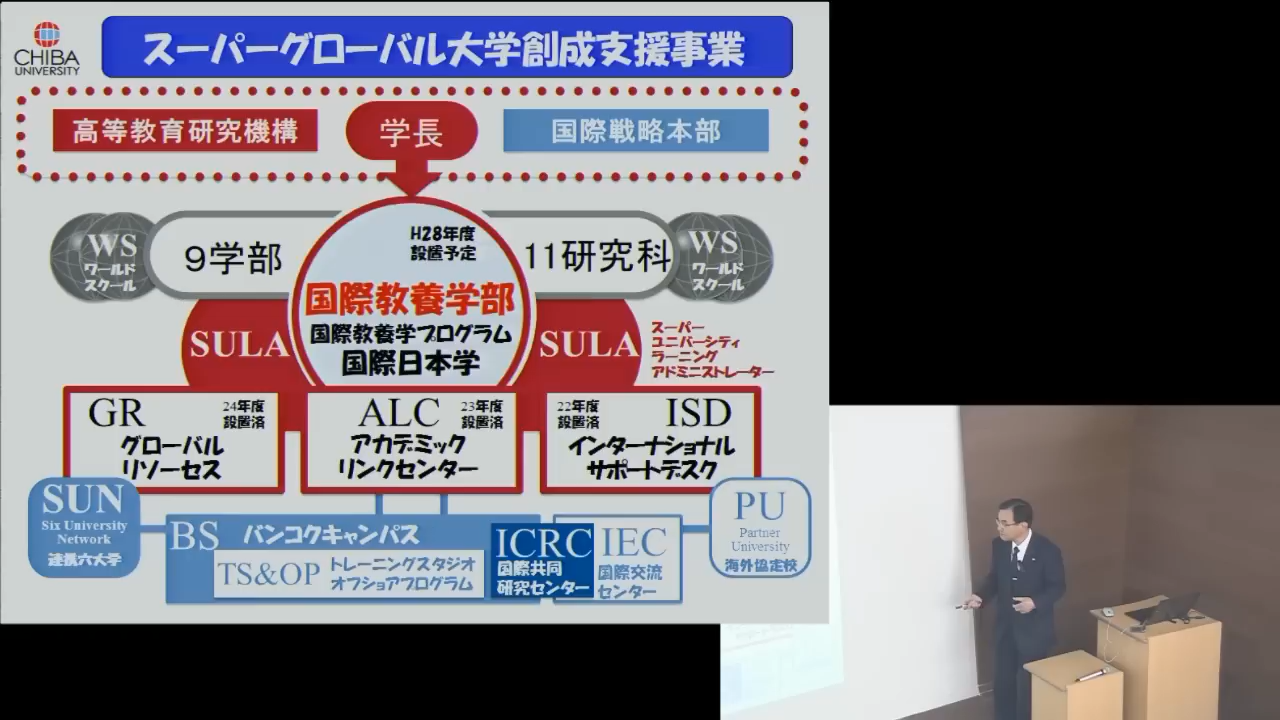 CHIBA
UNIVERSITY
スーパーグローバル大学創成支援事業
高等教育研究機構
学長
国際戦略本部
WS
ワールド
スクール
9学部
H28年度
設置予定
11研究科
WS
ワールド
スクール
国際教養学部
国際教養学プログラム
国際日本学
SULA
SULA
スーパー
ユニバーシティ
ラーニング
アドミニストレーター
GR
24年度
設置済
グローバル
リソーセス
ALC
23年度
設置済
アカデミック
リンクセンター
22年度
設置済
ISD
インターナショナル
サポートデスク
SUN
Six University
Network
連携六大学
BS
バンコクキャンパス
TS&OP
トレーニングスタジオ
オフショアプログラム
ICRC
国際共同
研究センター
IEC
国際交流
センター
PU
Partner
University
海外協定校